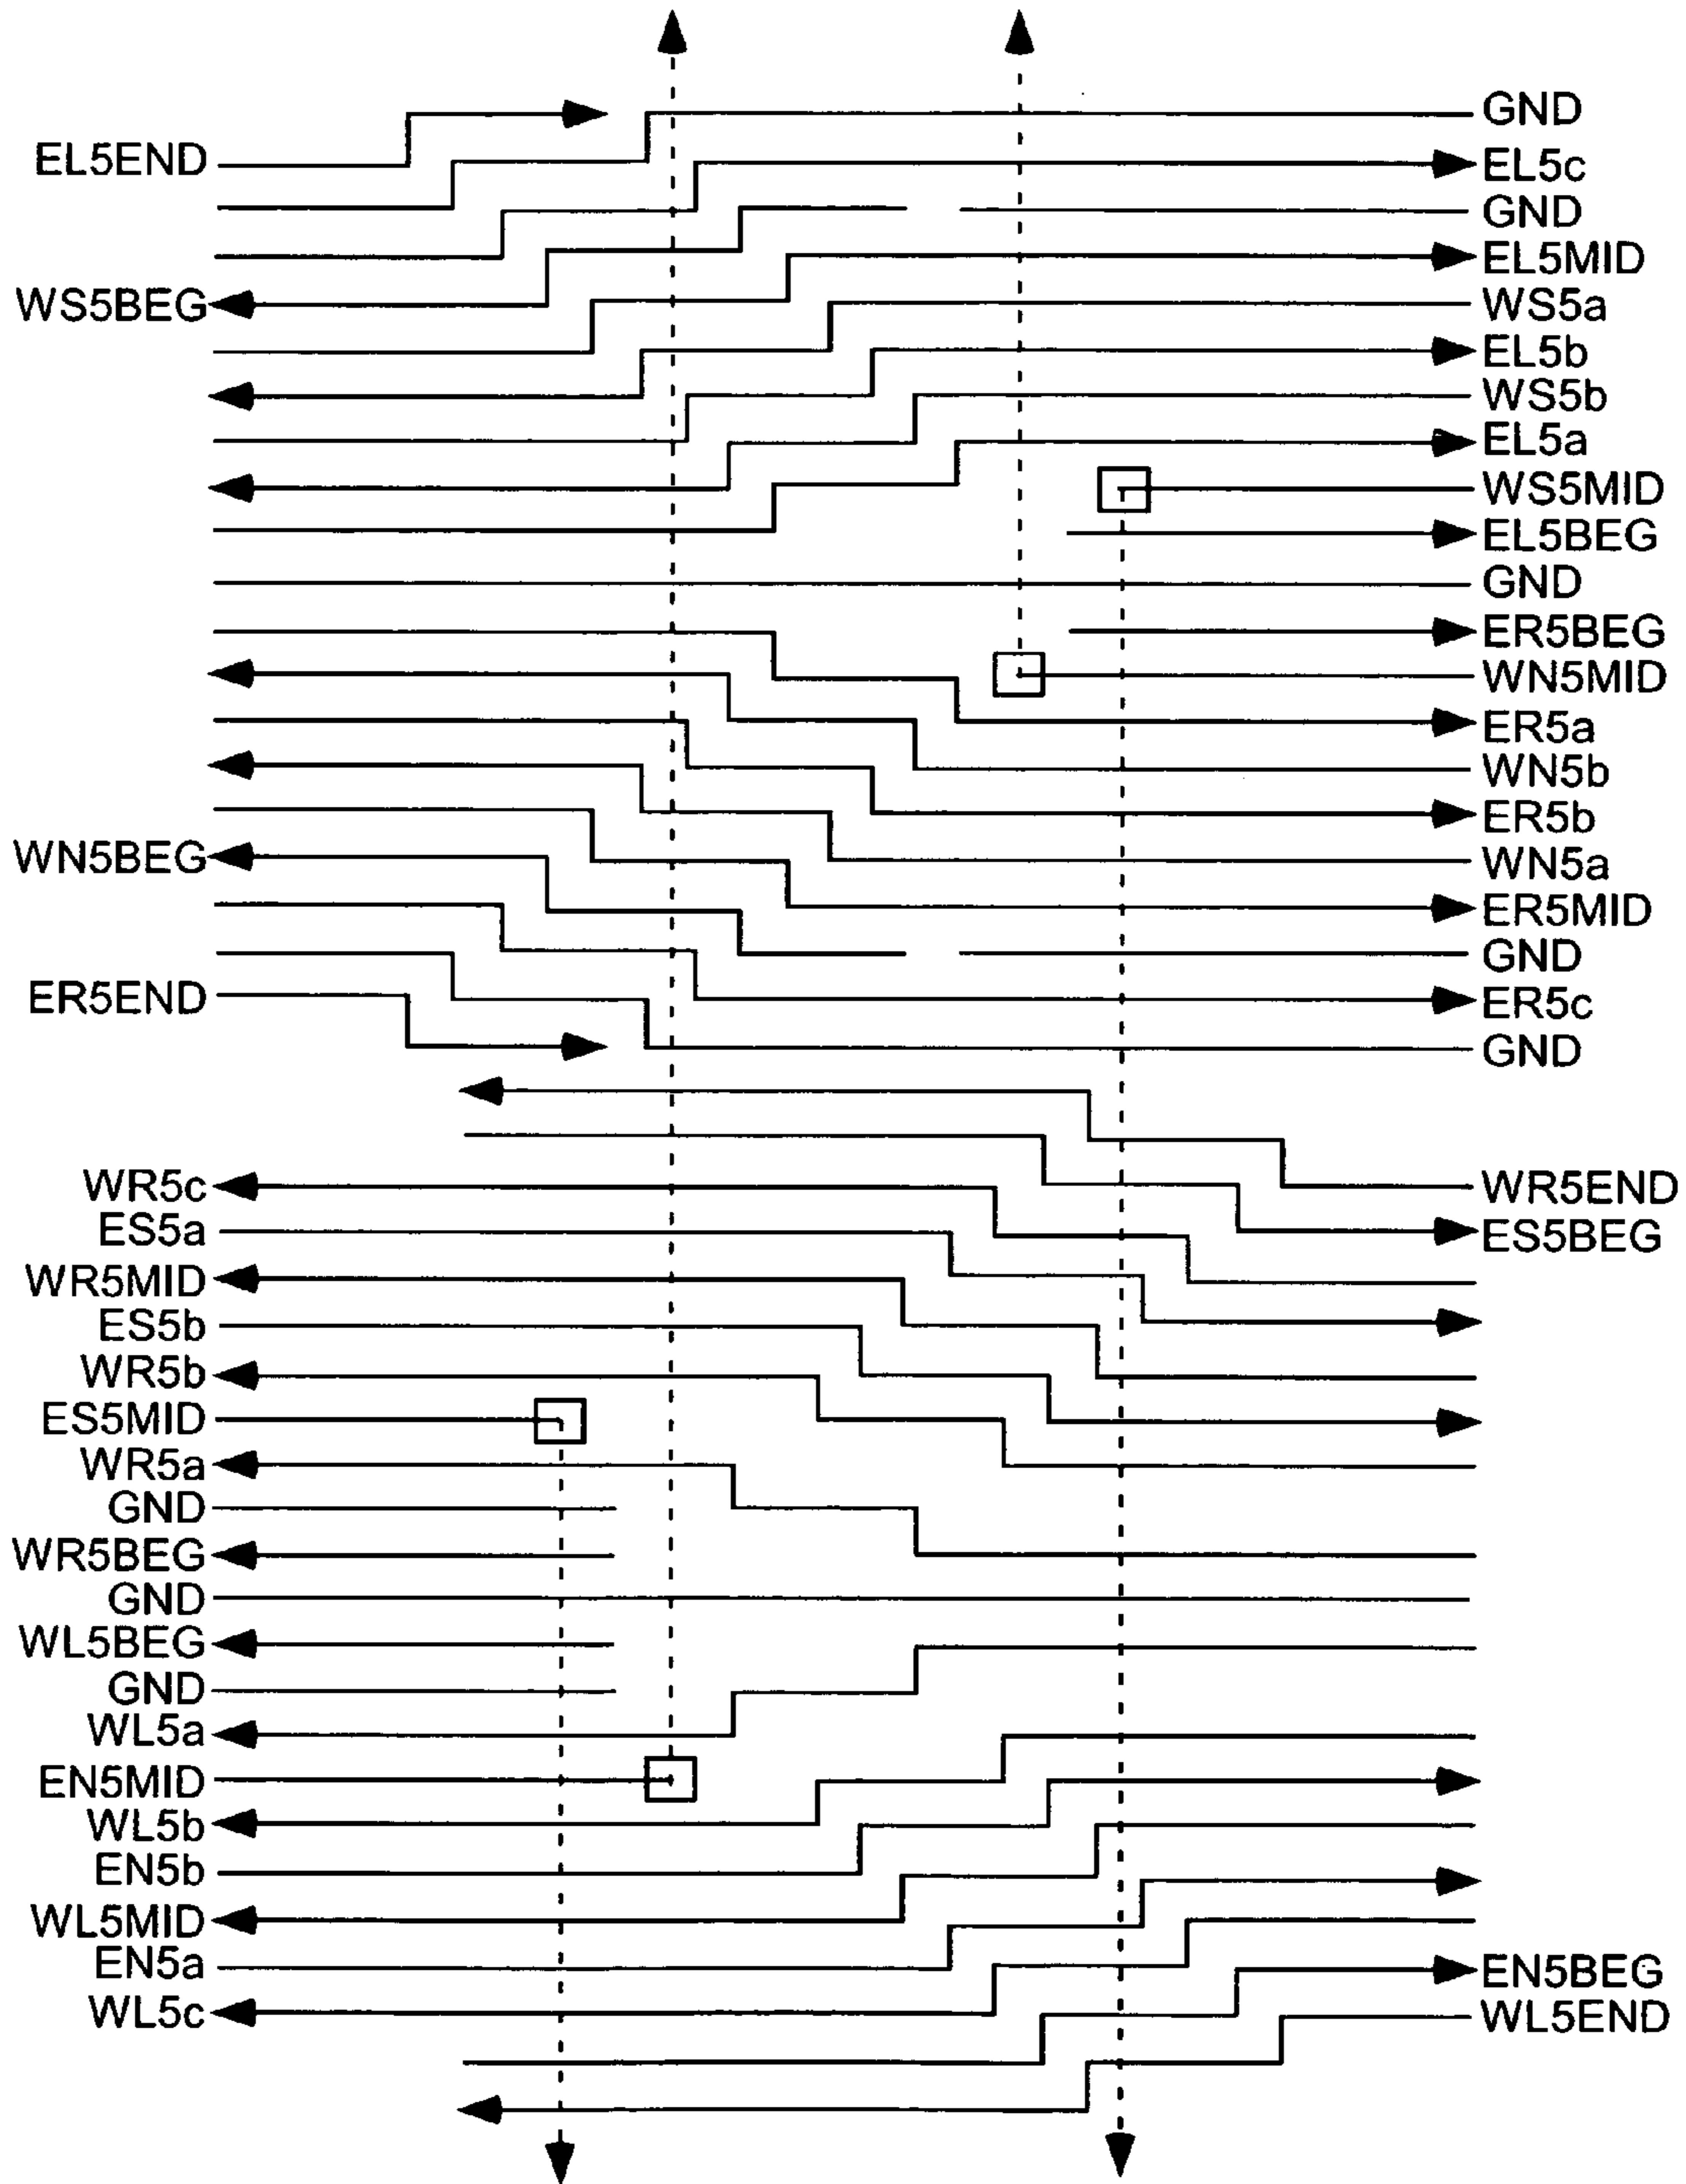 GND
EL5END
EL5c
GND
EL5MID
WS5BEG
WS5a
EL5b
WS5b
EL5a
WS5MID
EL5BEG
GND
ER5BEG
WN5MID
ER5a
WN5b
ER5b
WN5BEG
WN5a
ER5MID
GND
ER5END
ER5c
GND
WR5c
WR5END
ES5a
ES5BEG
WR5MID
ES5b
WR5b
ES5MID
WR5a
GND
WR5BEG
GND
WL5BEG
GND
WL5a
EN5MID
WL5b
EN5b
WL5MID
EN5a
EN5BEG
WL5c
WL5END